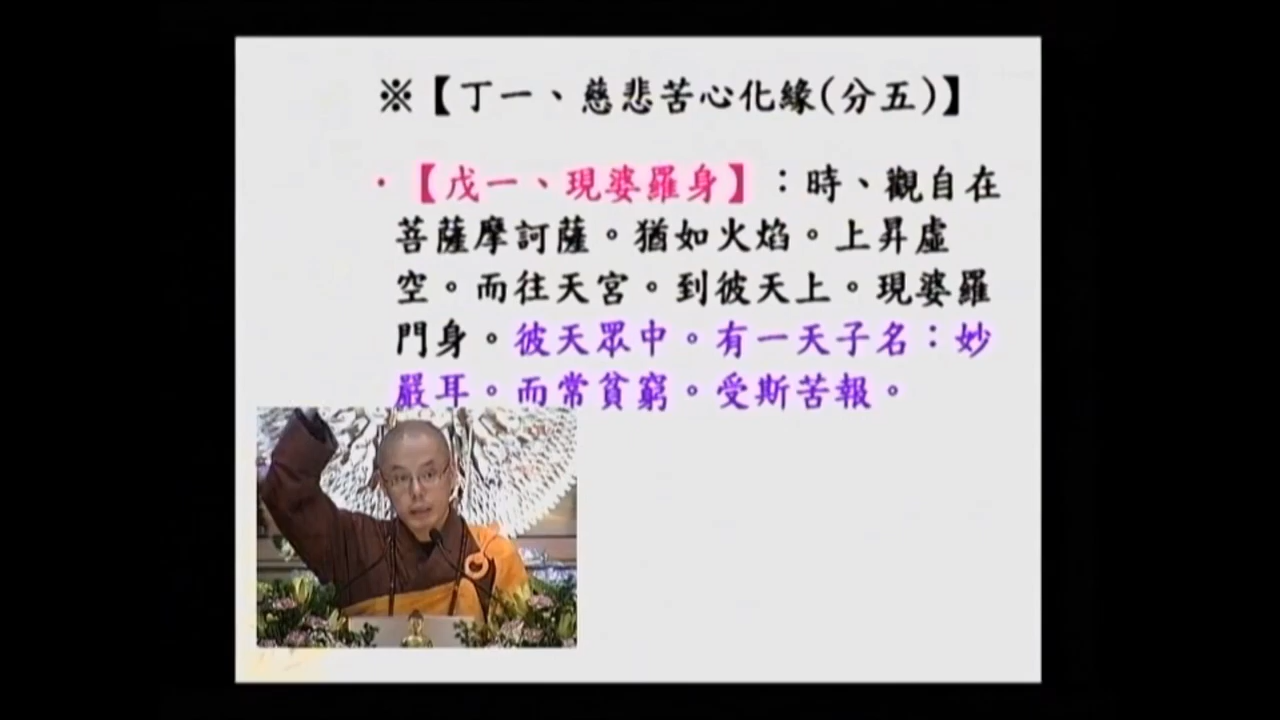 ※【丁一、慈悲苦心化緣(分五)】
·【戊一、現婆羅身】：時、觀自在
菩薩摩訶薩。猶如火焰。上昇虛
空。而往天宮。到彼天上。現婆羅
門身。彼天眾中。有一天子名：妙
嚴耳。而常貧窮。受斯苦報。